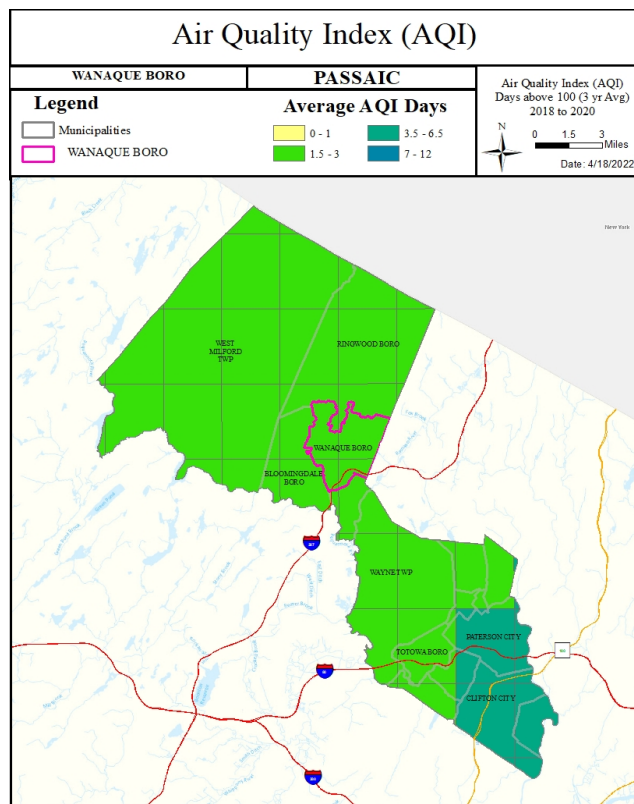 Air Quality Index (AQI)
WANAQUE BORO
PASSAIC
Legend
Municipalities
WANAQUE BORO
Average AQI Days
0 - 1
1.5 - 3
3.5 - 6.5
7 - 12
Air Quality Index (AQI)
Days above 100 (3 yr Avg)
2018 to 2020
N
0 1.5 3
Miles
Date: 4/18/2022
New York
WEST
MILFORD
TWP
RINGWOOD BORO
WANAQUE BORO
BLOOMINGDALE
BORO
287
WAYNE TWP
PATERSON CITY
TOTOWA BORO
80
CLIFTON CITY